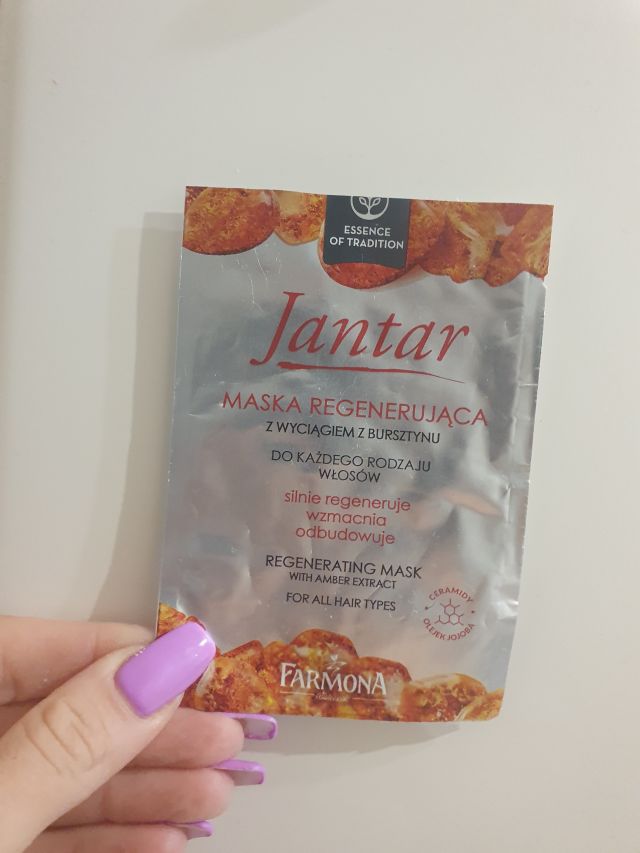 ESSENCE
OF TRADITION
Jantar
MASKA REGENERUJĄCA
Z WYCIĄGIEM Z BURSZTYNU
DO KAŻDEGO RODZAJU
WŁOSÓW
silnie regeneruje
wzmacnia
odbudowuje
REGENERATING MASK
WITH AMBER EXTRACT
FOR ALL HAIR TYPES
CERAMIDY
OLEJEK JOJOBA
FARMONA